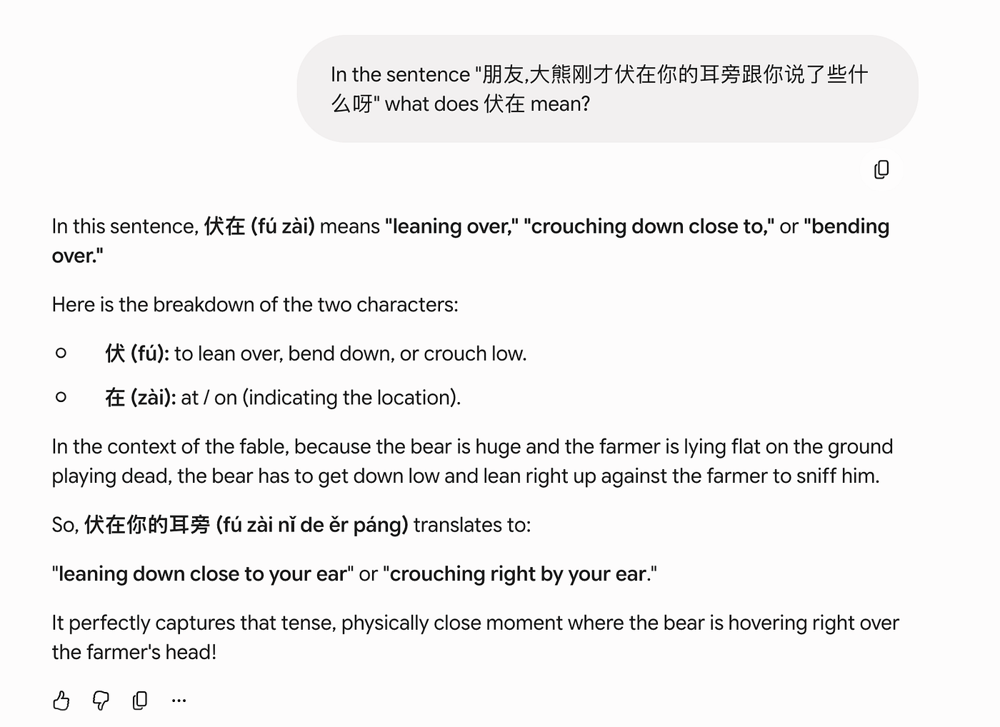 In the sentence "朋友,大熊刚才伏在你的耳旁跟你说了些什
么呀" what does 伏在 mean?
In this sentence, 伏在 (fú zài) means "leaning over," "crouching down close to," or "bending
over."
Here is the breakdown of the two characters:
伏 (fú): to lean over, bend down, or crouch low.
在 (zài): at / on (indicating the location).
In the context of the fable, because the bear is huge and the farmer is lying flat on the ground
playing dead, the bear has to get down low and lean right up against the farmer to sniff him.
So, 伏在你的耳旁 (fú zài nǐ de ěr páng) translates to:
"leaning down close to your ear" or "crouching right by your ear."
It perfectly captures that tense, physically close moment where the bear is hovering right over
the farmer's head!